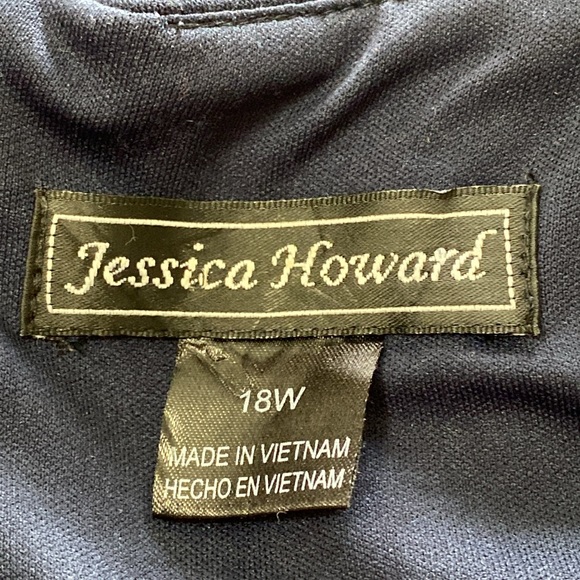 Jessica Howard
18W
MADE IN VIETNAM
HECHO EN VIETNAM